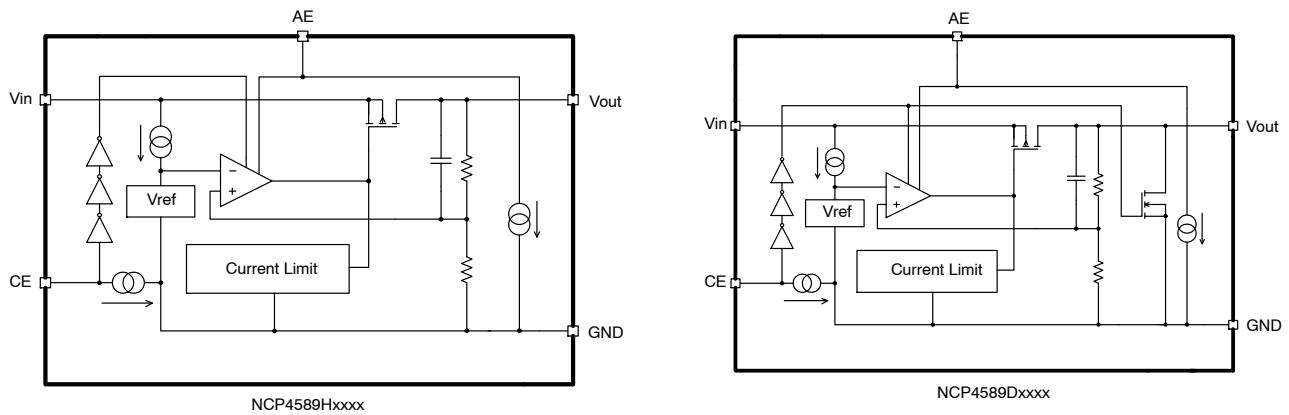 AE
Vin
Vout
−
+
Vref
Current Limit
CE
GND
NCP4589Hxxxx
AE
Vin
Vout
−
+
Vref
Current Limit
CE
GND
NCP4589Dxxxx